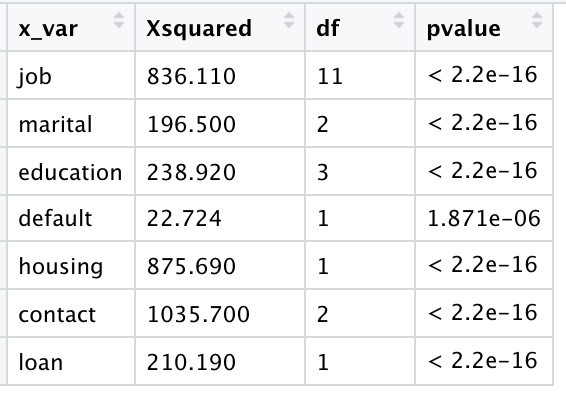 x_var Xsquared df pvalue
job 836.110 11 < 2.2e-16
marital 196.500 2 < 2.2e-16
education 238.920 3 < 2.2e-16
default 22.724 1 1.871e-06
housing 875.690 1 < 2.2e-16
contact 1035.700 2 < 2.2e-16
loan 210.190 1 < 2.2e-16